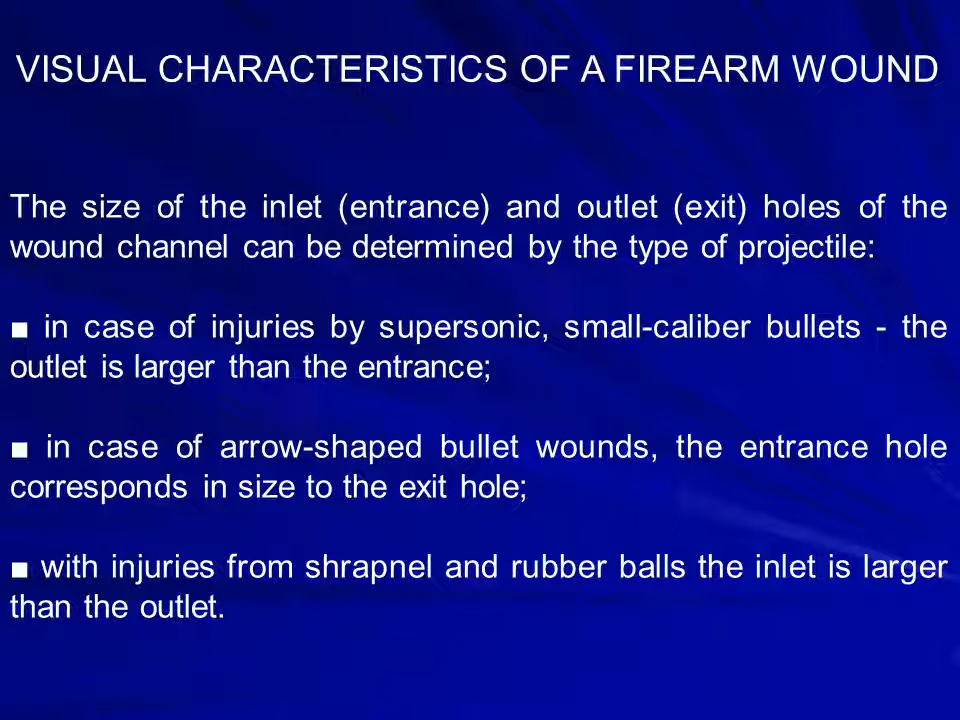 VISUAL CHARACTERISTICS OF A FIREARM WOUND
The size of the inlet (entrance) and outlet (exit) holes of the
wound channel can be determined by the type of projectile:
■ in case of injuries by supersonic, small-caliber bullets - the
outlet is larger than the entrance;
■ in case of arrow-shaped bullet wounds, the entrance hole
corresponds in size to the exit hole;
■ with injuries from shrapnel and rubber balls the inlet is larger
than the outlet.